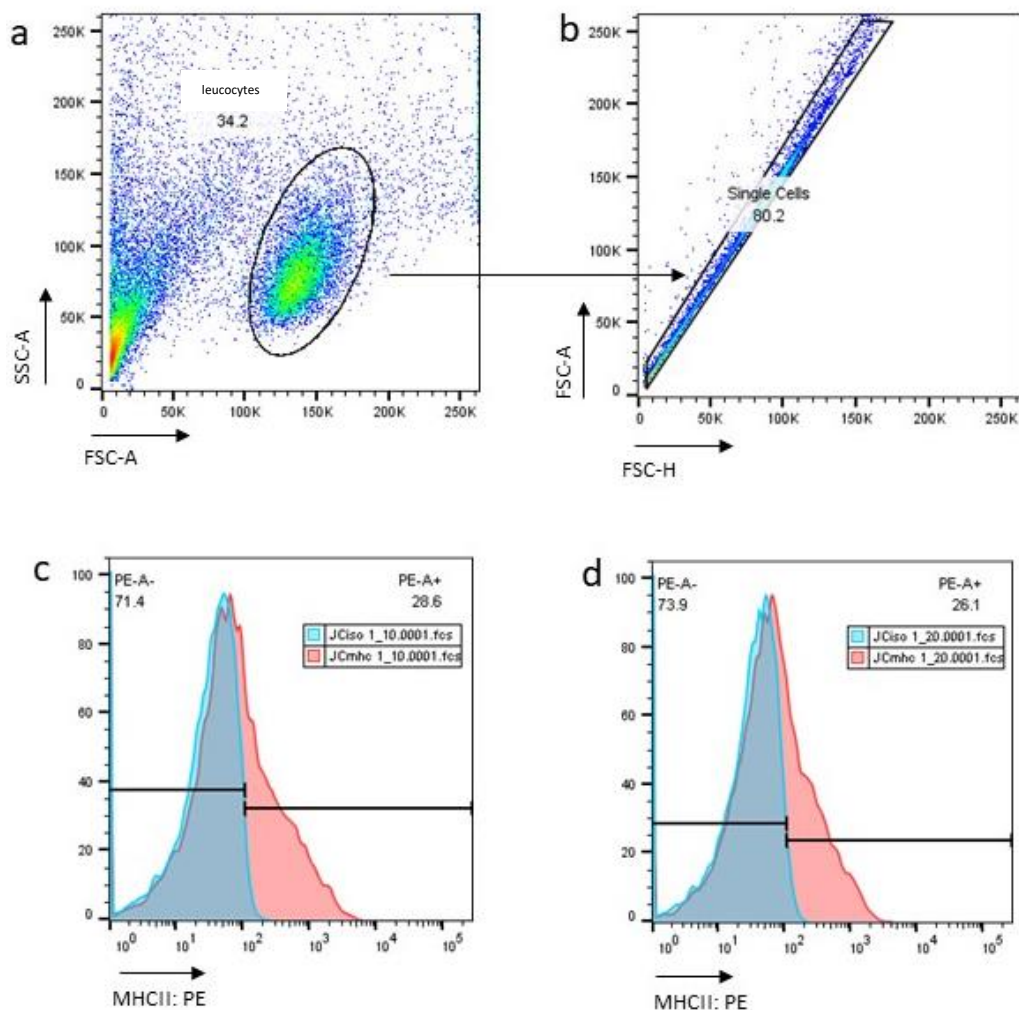 a
250K
200K
150K
100K
50K
0
leucocytes
34.2
SSC-A
0
50K
100K
150K
200K
250K
FSC-A
b
250K
200K
150K
100K
50K
0
Single Cells
80.2
FSC-A
0
50K
100K
150K
200K
250K
FSC-H
c
100
80
60
40
20
0
PE-A-
71.4
PE-A+
28.6
JCiso 1_10.0001.fcs
JCmhc 1_10.0001.fcs
10^0
10^1
10^2
10^3
10^4
10^5
MHCII: PE
d
100
80
60
40
20
0
PE-A-
73.9
PE-A+
26.1
JCiso 1_20.0001.fcs
JCmhc 1_20.0001.fcs
10^0
10^1
10^2
10^3
10^4
10^5
MHCII: PE